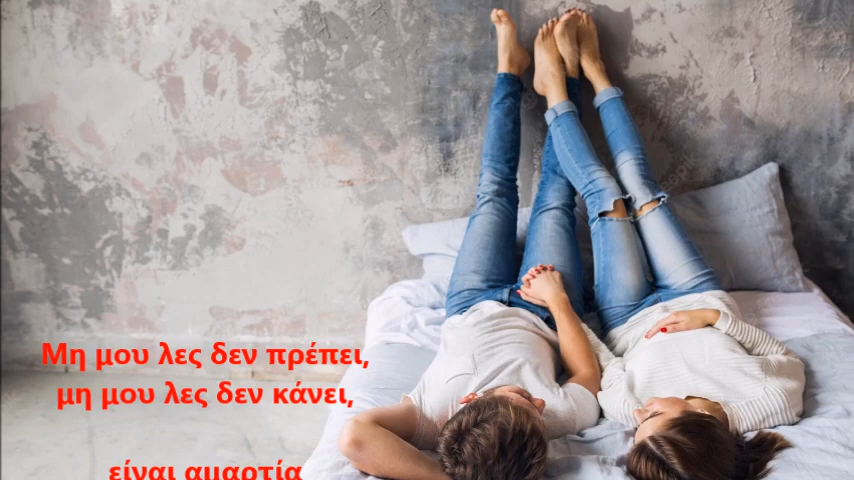 Μη μου λες δεν πρέπει,
μη μου λες δεν κάνει,
είναι αμαρτία